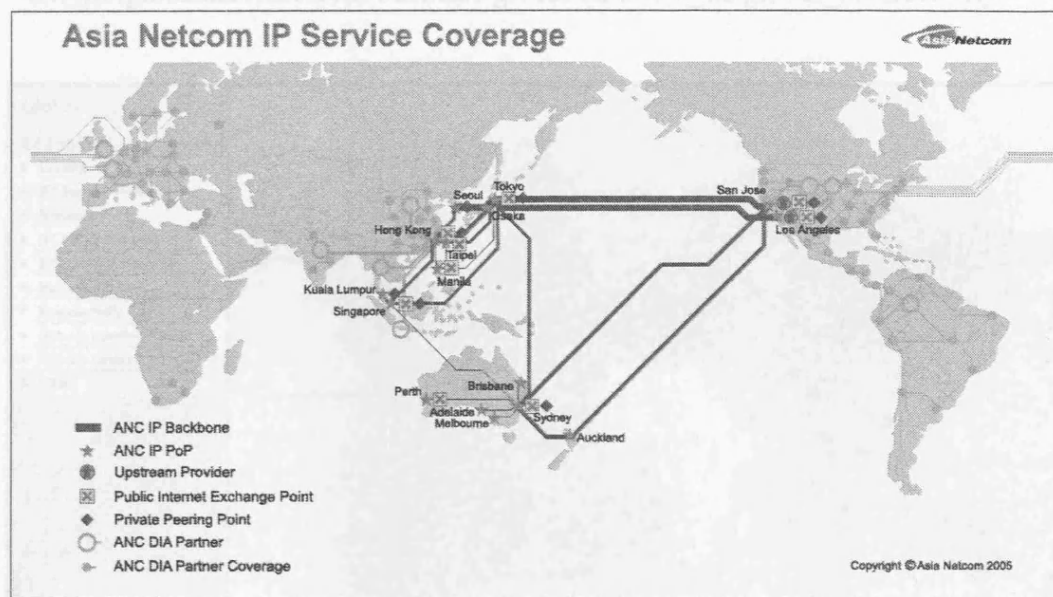 Asia Netcom IP Service Coverage
AsiaNetcom
Tokyo
Seoul
San Jose
Osaka
Hong Kong
Los Angeles
Taipei
Manila
Kuala Lumpur
Singapore
Brisbane
Perth
Adelaide
Sydney
Melbourne
Auckland
ANC IP Backbone
ANC IP PoP
Upstream Provider
Public Internet Exchange Point
Private Peering Point
ANC DIA Partner
ANC DIA Partner Coverage
Copyright ©Asia Netcom 2005